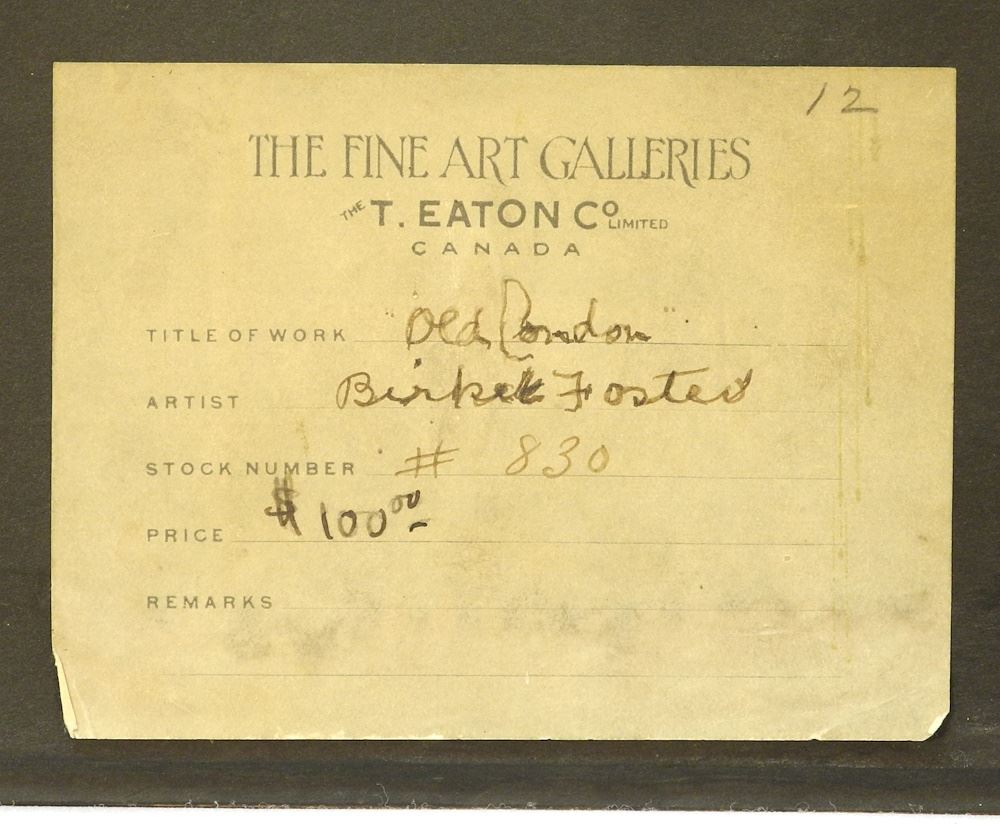 12
THE FINE ART GALLERIES
THE T. EATON CO LIMITED
CANADA
TITLE OF WORK "Old London"
ARTIST Birket Foster
STOCK NUMBER # 830
PRICE $100.00
REMARKS